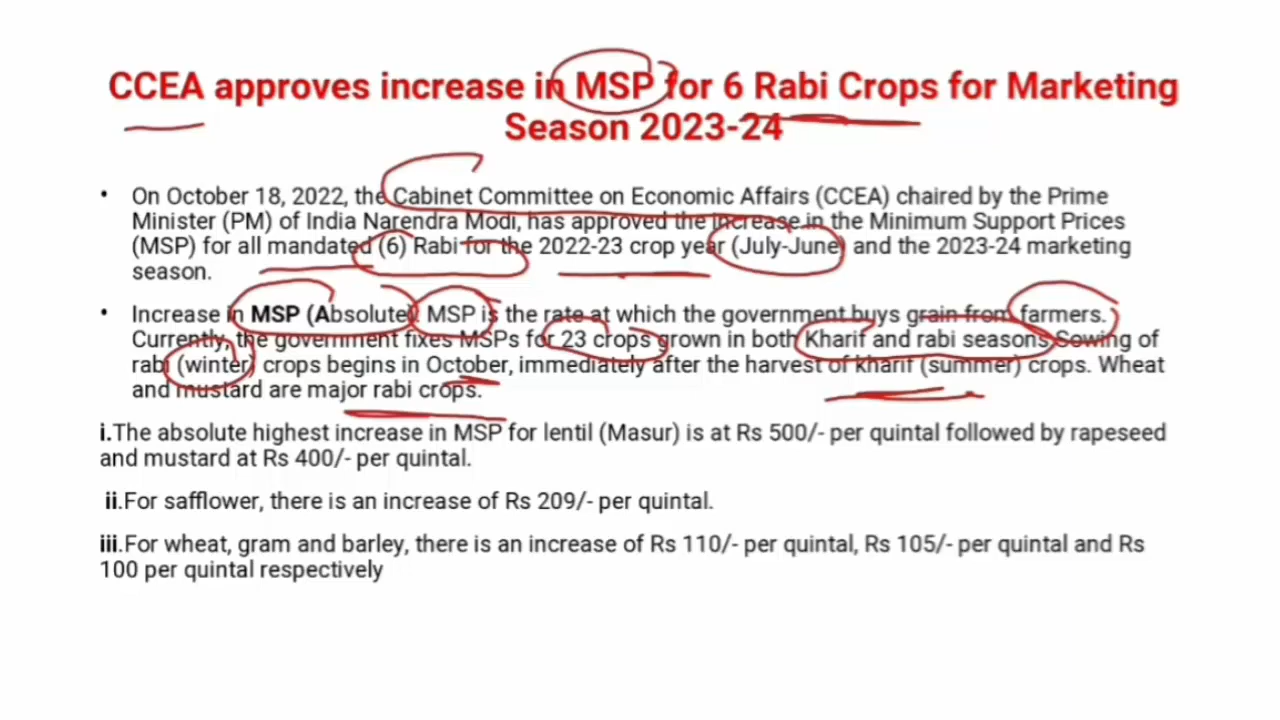 CCEA approves increase in MSP for 6 Rabi Crops for Marketing
Season 2023-24
• On October 18, 2022, the Cabinet Committee on Economic Affairs (CCEA) chaired by the Prime
Minister (PM) of India Narendra Modi, has approved the increase in the Minimum Support Prices
(MSP) for all mandated (6) Rabi for the 2022-23 crop year (July-June) and the 2023-24 marketing
season.
• Increase in MSP (Absolute) MSP is the rate at which the government buys grain from farmers.
Currently, the government fixes MSPs for 23 crops grown in both Kharif and rabi seasons Sowing of
rabi (winter) crops begins in October, immediately after the harvest of kharif (summer) crops. Wheat
and mustard are major rabi crops.
i.The absolute highest increase in MSP for lentil (Masur) is at Rs 500/- per quintal followed by rapeseed
and mustard at Rs 400/- per quintal.
ii.For safflower, there is an increase of Rs 209/- per quintal.
iii.For wheat, gram and barley, there is an increase of Rs 110/- per quintal, Rs 105/- per quintal and Rs
100 per quintal respectively